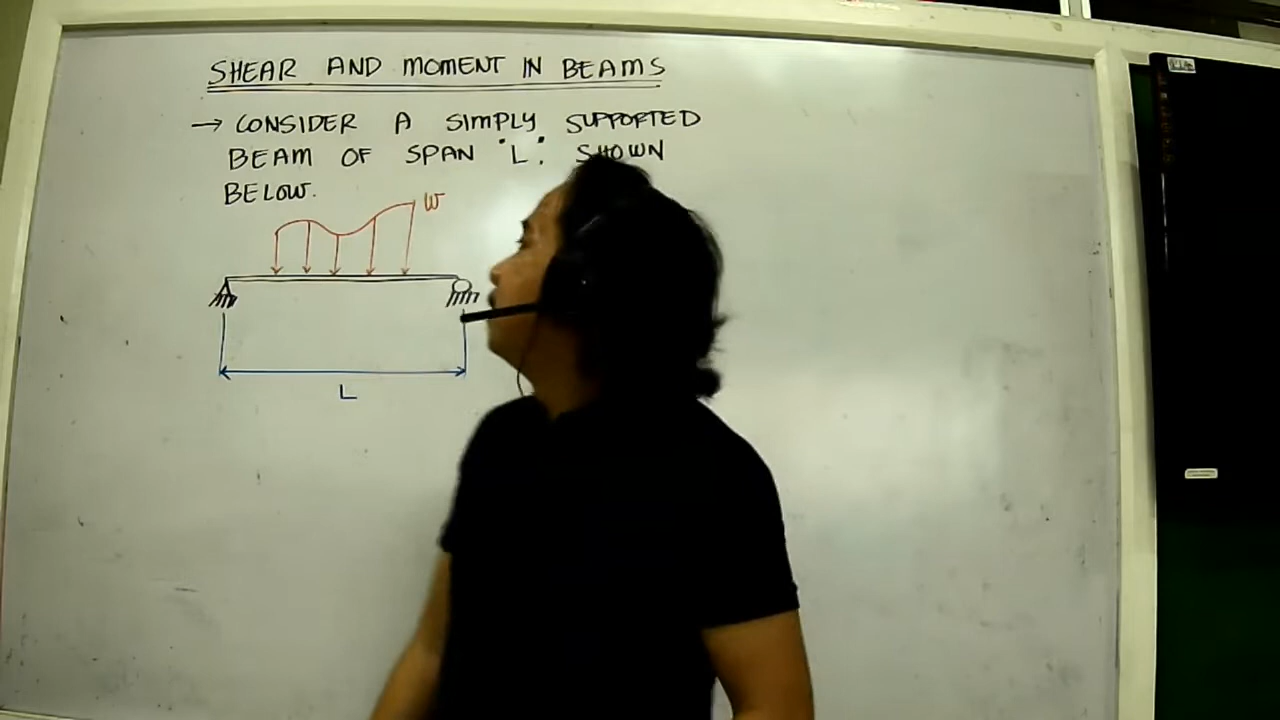 SHEAR AND MOMENT IN BEAMS
→ CONSIDER A SIMPLY SUPPORTED
BEAM OF SPAN "L". SHOWN
BELOW.
W
L